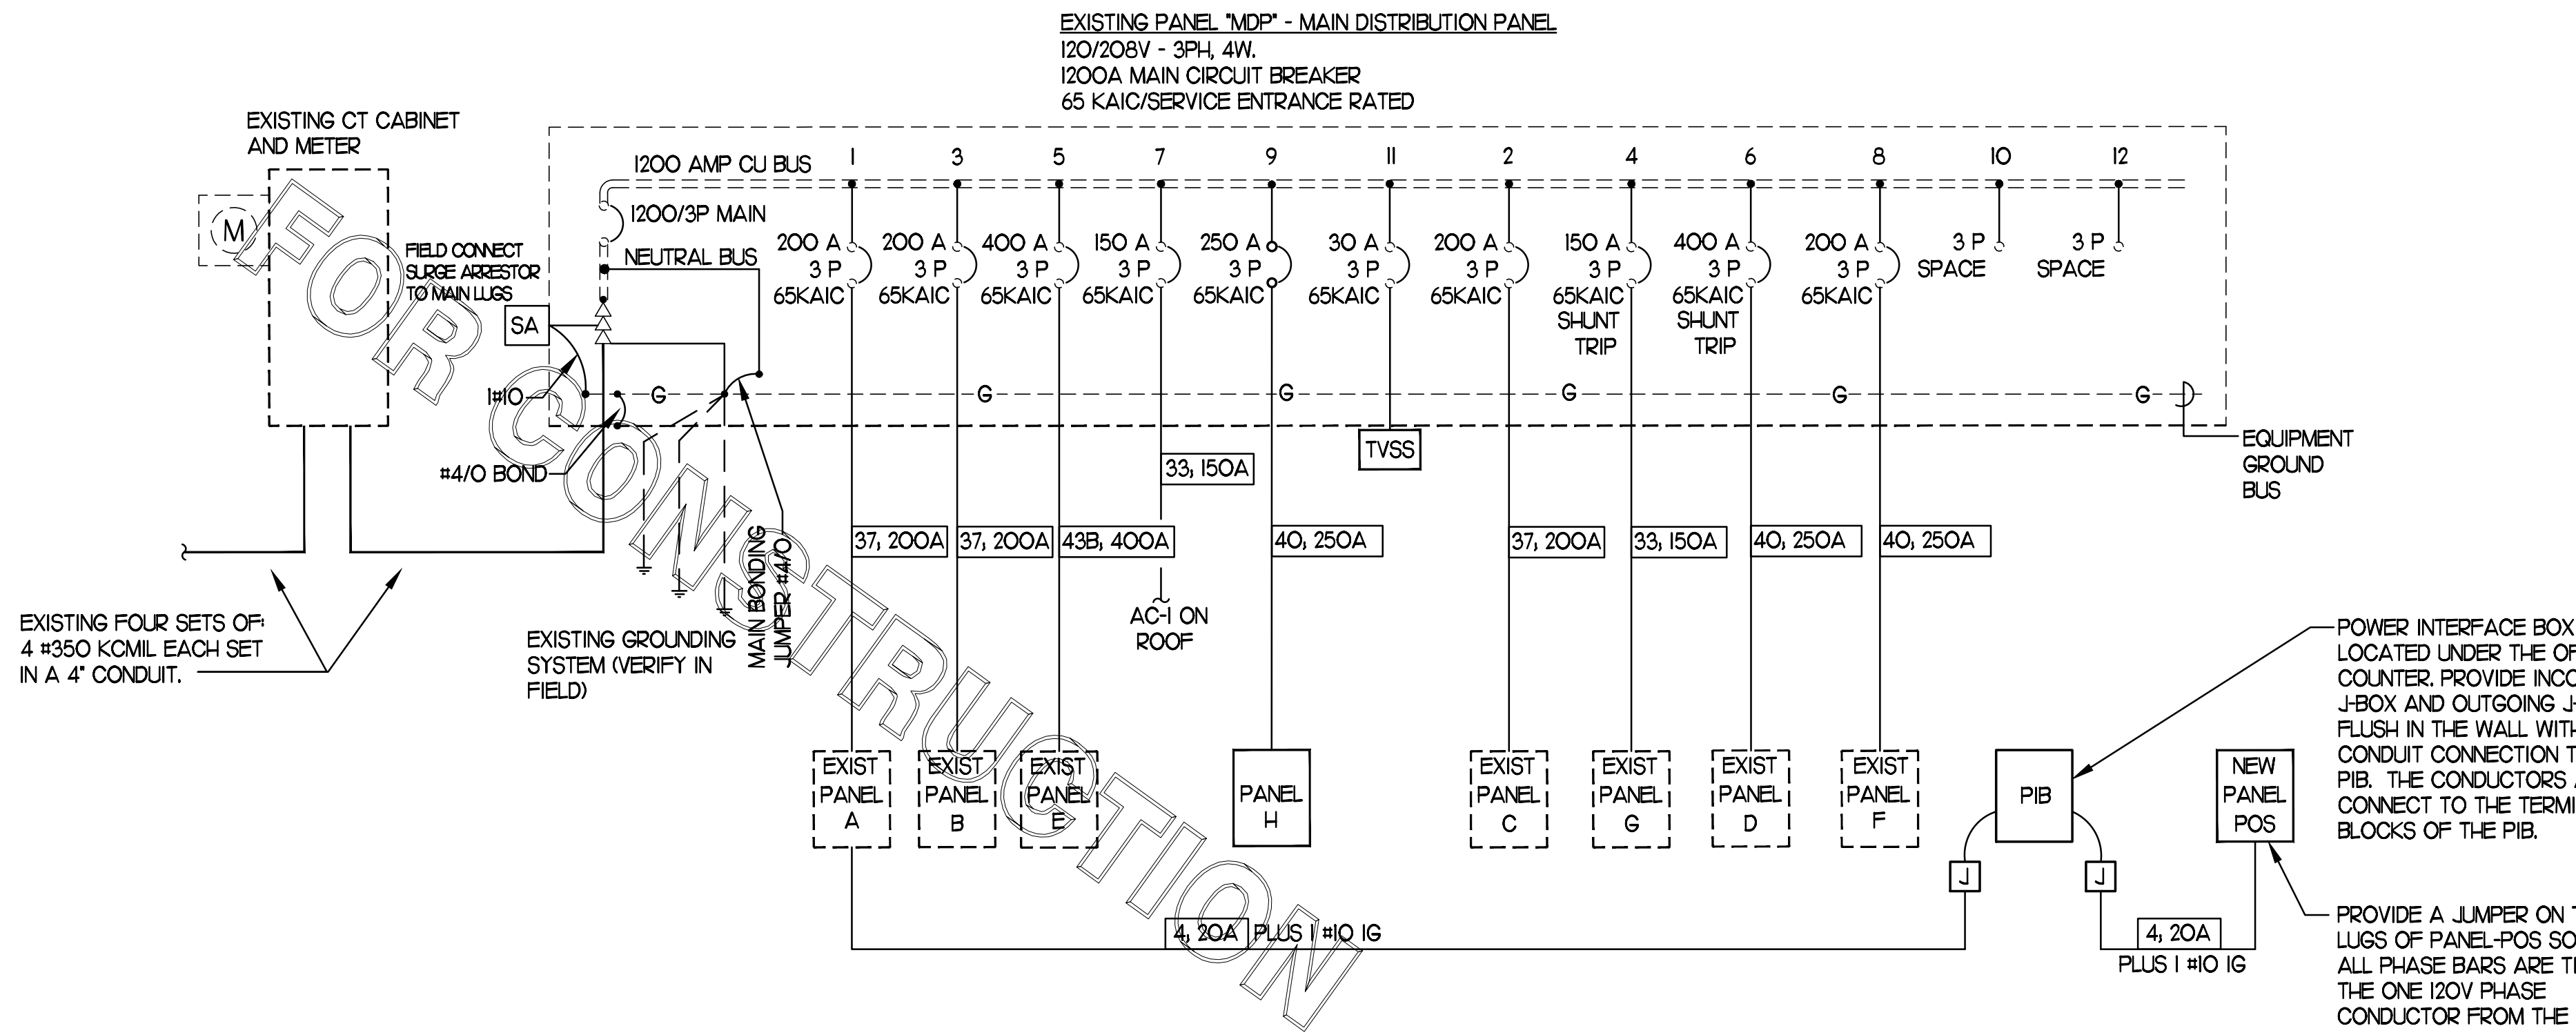 EXISTING PANEL "MDP" - MAIN DISTRIBUTION PANEL
120/208V - 3PH, 4W.
1200A MAIN CIRCUIT BREAKER
65 KAIC/SERVICE ENTRANCE RATED
EXISTING CT CABINET
AND METER
M
1200 AMP CU BUS
1 3 5 7 9 11 2 4 6 8 10 12
1200/3P MAIN
NEUTRAL BUS
FIELD CONNECT
SURGE ARRESTOR
TO MAIN LUGS
SA
200 A
3 P
65KAIC
200 A
3 P
65KAIC
400 A
3 P
65KAIC
150 A
3 P
65KAIC
250 A
3 P
65KAIC
30 A
3 P
65KAIC
200 A
3 P
65KAIC
150 A
3 P
65KAIC
SHUNT
TRIP
400 A
3 P
65KAIC
SHUNT
TRIP
200 A
3 P
65KAIC
3 P
SPACE
3 P
SPACE
1#10
G G G G G G
#4/0 BOND
TVSS
EQUIPMENT
GROUND
BUS
33, 150A
37, 200A
37, 200A
43B, 400A
40, 250A
37, 200A
33, 150A
40, 250A
40, 250A
MAIN BONDING
JUMPER #4/0
AC-1 ON
ROOF
EXISTING FOUR SETS OF:
4 #350 KCMIL EACH SET
IN A 4" CONDUIT.
EXISTING GROUNDING
SYSTEM (VERIFY IN
FIELD)
EXIST
PANEL
A
EXIST
PANEL
B
EXIST
PANEL
E
PANEL
H
EXIST
PANEL
C
EXIST
PANEL
G
EXIST
PANEL
D
EXIST
PANEL
F
PIB
NEW
PANEL
POS
J
J
4, 20A PLUS 1 #10 IG
4, 20A
PLUS 1 #10 IG
POWER INTERFACE BOX
LOCATED UNDER THE
COUNTER. PROVIDE
J-BOX AND OUTGOING
FLUSH IN THE WALL
CONDUIT CONNECTION
PIB. THE CONDUCTORS
CONNECT TO THE
BLOCKS OF THE PIB.
PROVIDE A JUMPER ON
LUGS OF PANEL-POS SO
ALL PHASE BARS ARE
THE ONE 120V PHASE
CONDUCTOR FROM THE
FOR CONSTRUCTION